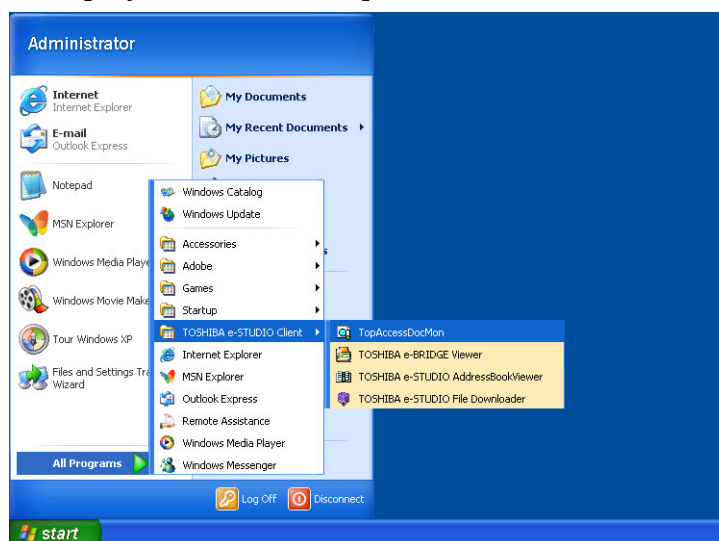 Administrator
Internet
Internet Explorer
E-mail
Outlook Express
Notepad
MSN Explorer
Windows Media Playe
Windows Movie Make
Tour Windows XP
Files and Settings Tra
Wizard
All Programs
My Documents
My Recent Documents
My Pictures
s
Windows Catalog
Windows Update
Accessories
Adobe
Games
Startup
TOSHIBA e-STUDIO Client
Internet Explorer
MSN Explorer
Outlook Express
Remote Assistance
Windows Media Player
Windows Messenger
TopAccessDocMon
TOSHIBA e-BRIDGE Viewer
TOSHIBA e-STUDIO AddressBookViewer
TOSHIBA e-STUDIO File Downloader
Log Off
Disconnect
start